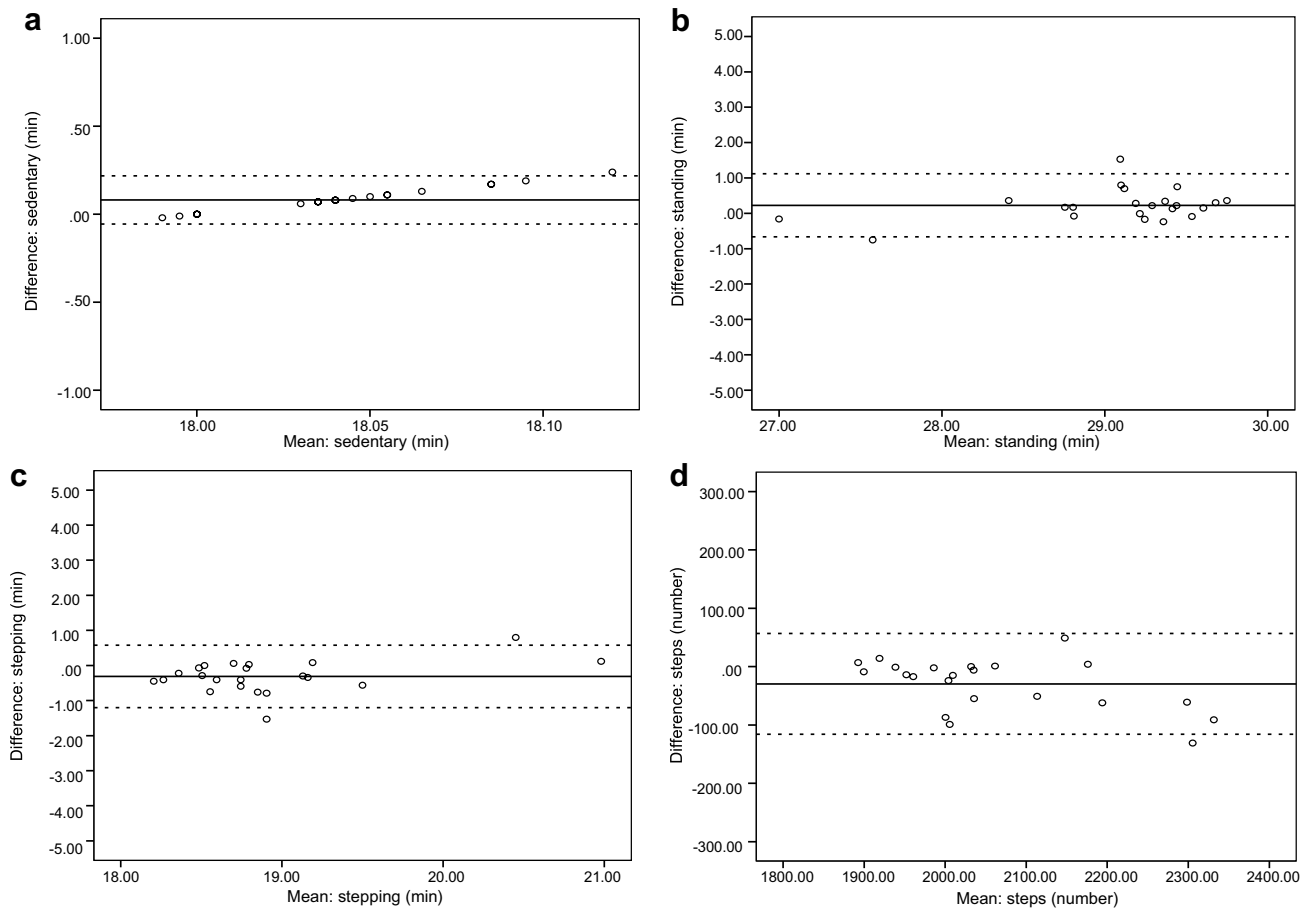 a
1.00
.50
.00
-.50
-1.00
Difference: sedentary (min)
18.00 18.05 18.10
Mean: sedentary (min)
b
5.00
4.00
3.00
2.00
1.00
.00
-1.00
-2.00
-3.00
-4.00
-5.00
Difference: standing (min)
27.00 28.00 29.00 30.00
Mean: standing (min)
c
5.00
4.00
3.00
2.00
1.00
.00
-1.00
-2.00
-3.00
-4.00
-5.00
Difference: stepping (min)
18.00 19.00 20.00 21.00
Mean: stepping (min)
d
300.00
200.00
100.00
.00
-100.00
-200.00
-300.00
Difference: steps (number)
1800.00 1900.00 2000.00 2100.00 2200.00 2300.00 2400.00
Mean: steps (number)